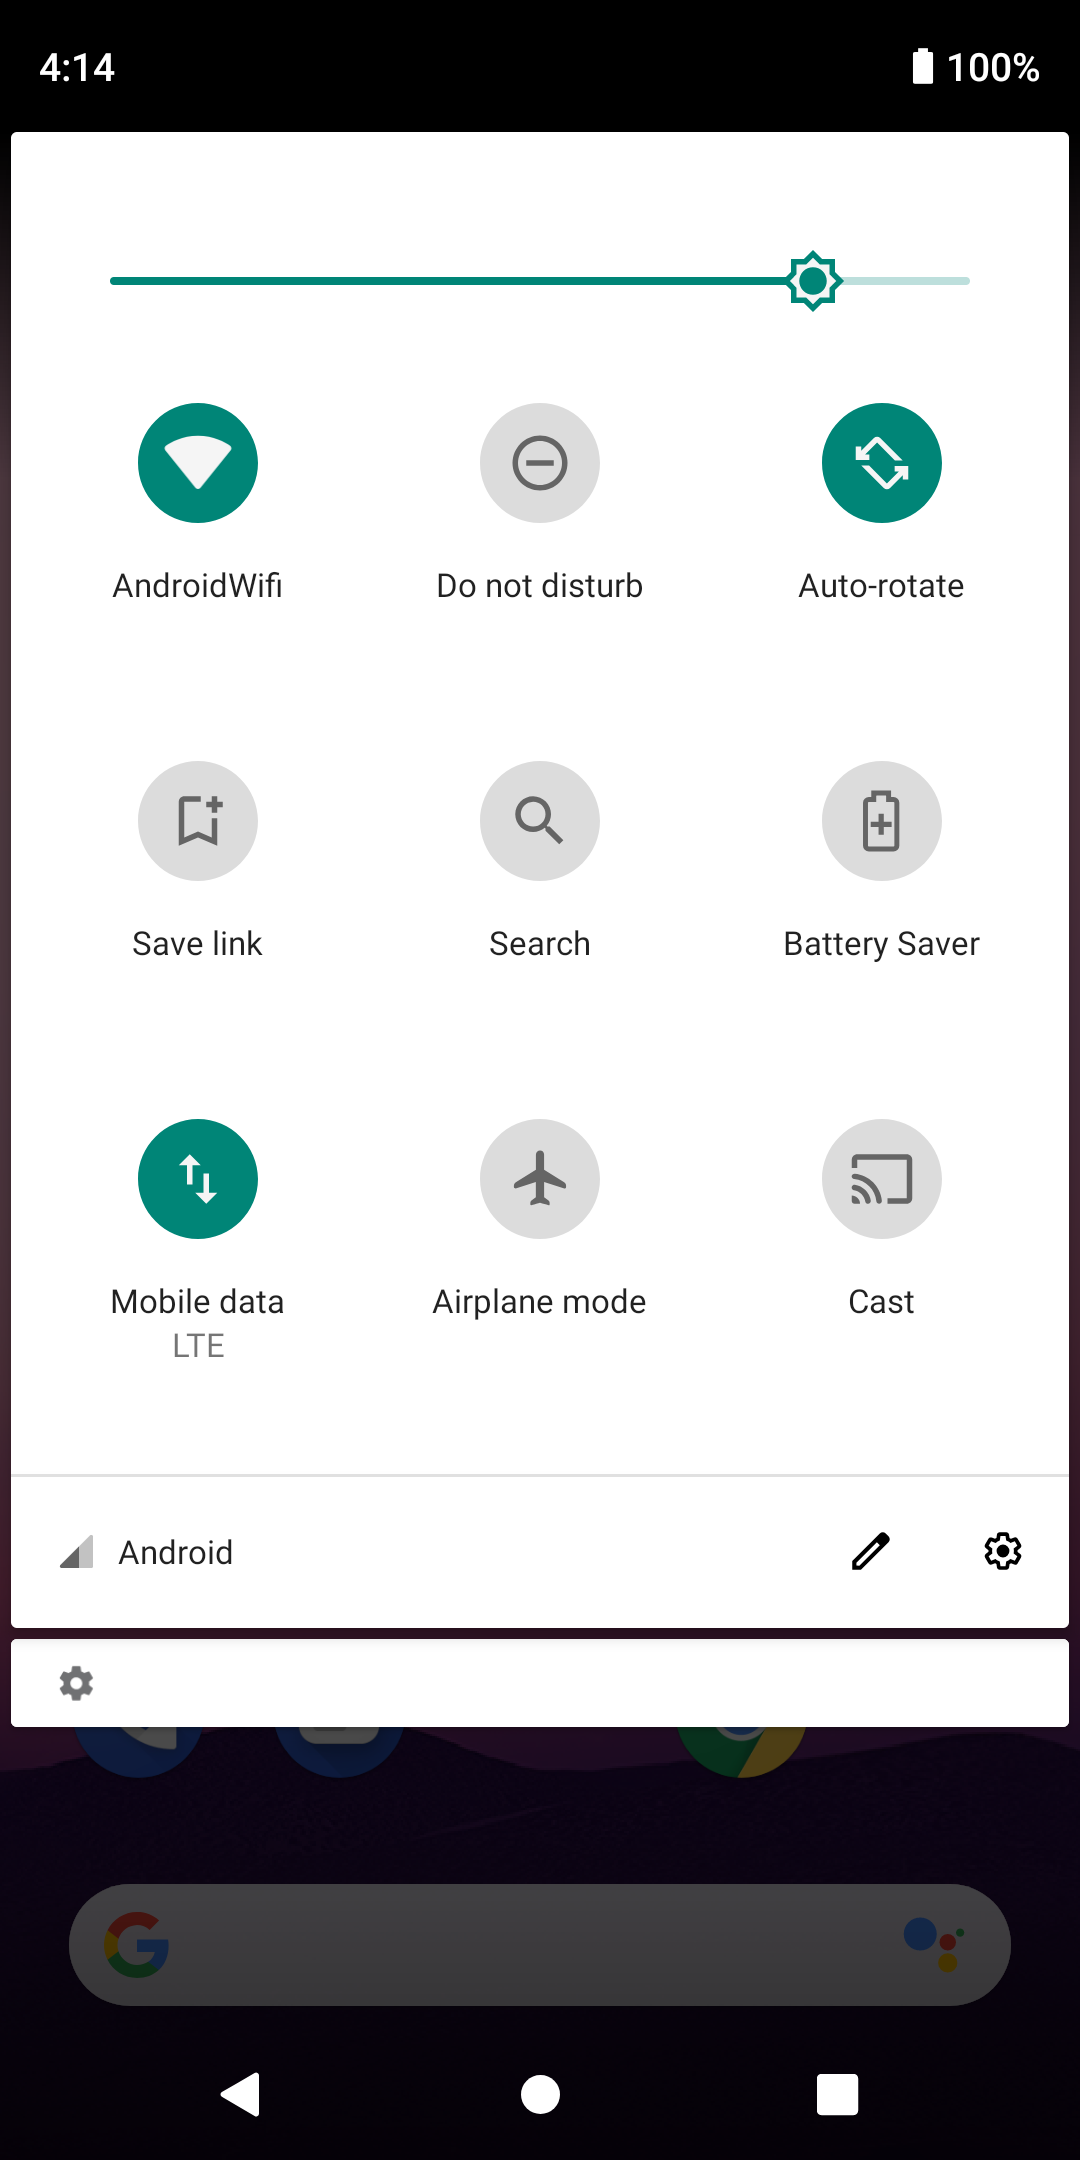 4:14
100%
AndroidWifi
Do not disturb
Auto-rotate
Save link
Search
Battery Saver
Mobile data
LTE
Airplane mode
Cast
Android